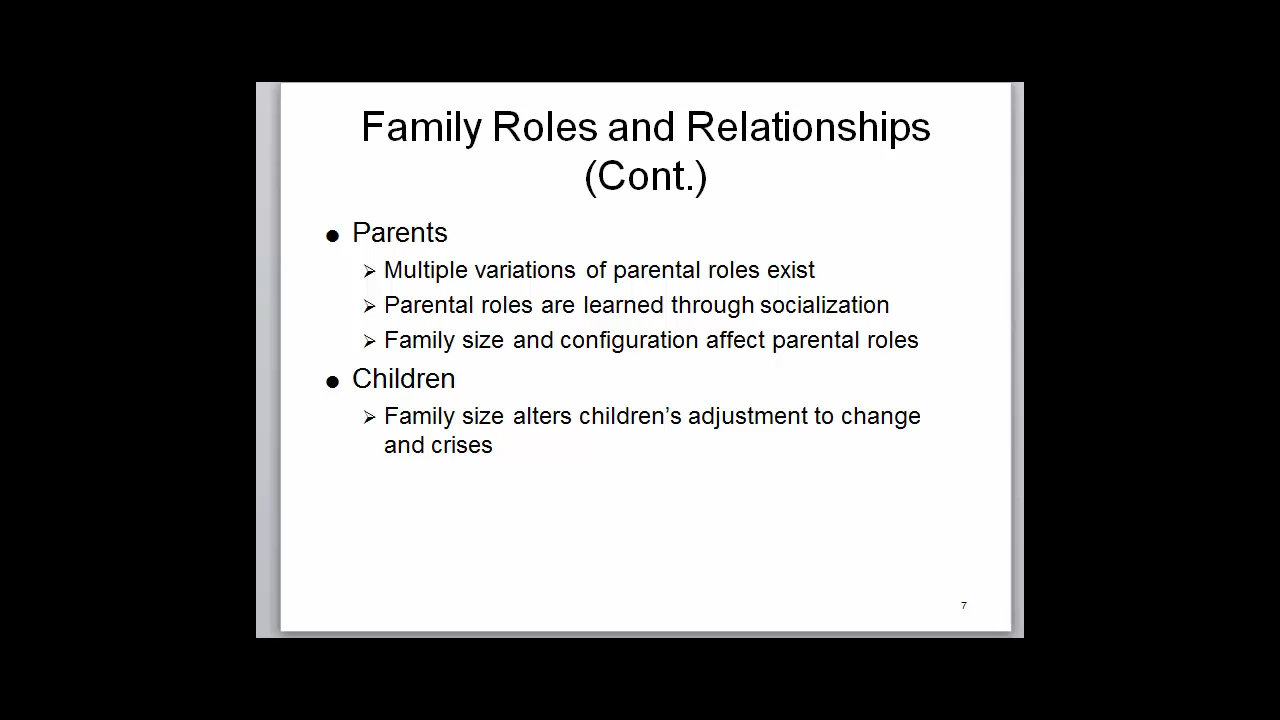 Family Roles and Relationships
(Cont.)
● Parents
➢ Multiple variations of parental roles exist
➢ Parental roles are learned through socialization
➢ Family size and configuration affect parental roles
● Children
➢ Family size alters children’s adjustment to change
and crises
7